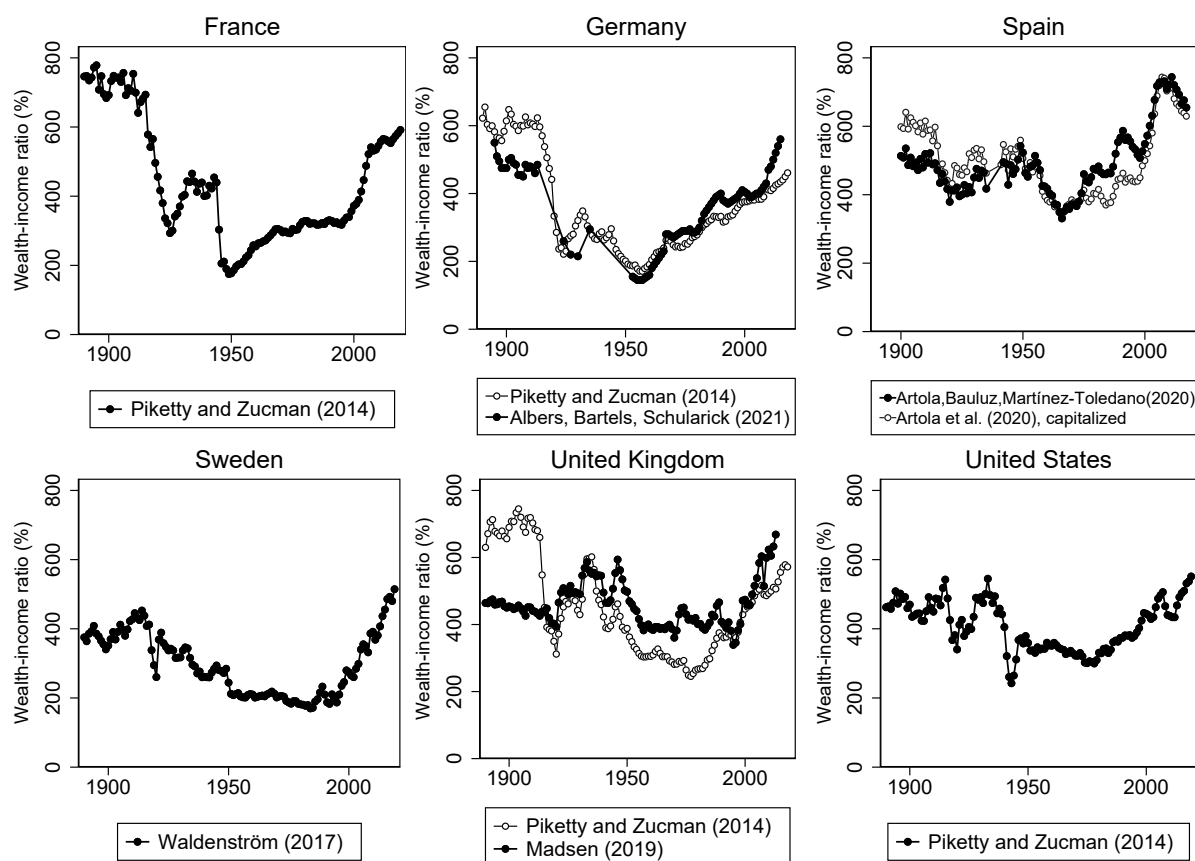 France
Wealth-income ratio (%)
0 200 400 600 800
1900 1950 2000
Piketty and Zucman (2014)
Germany
Wealth-income ratio (%)
0 200 400 600 800
1900 1950 2000
Piketty and Zucman (2014)
Albers, Bartels, Schularick (2021)
Spain
Wealth-income ratio (%)
0 200 400 600 800
1900 1950 2000
Artola,Bauluz,Martínez-Toledano(2020)
Artola et al. (2020), capitalized
Sweden
Wealth-income ratio (%)
0 200 400 600 800
1900 1950 2000
Waldenström (2017)
United Kingdom
Wealth-income ratio (%)
0 200 400 600 800
1900 1950 2000
Piketty and Zucman (2014)
Madsen (2019)
United States
Wealth-income ratio (%)
0 200 400 600 800
1900 1950 2000
Piketty and Zucman (2014)